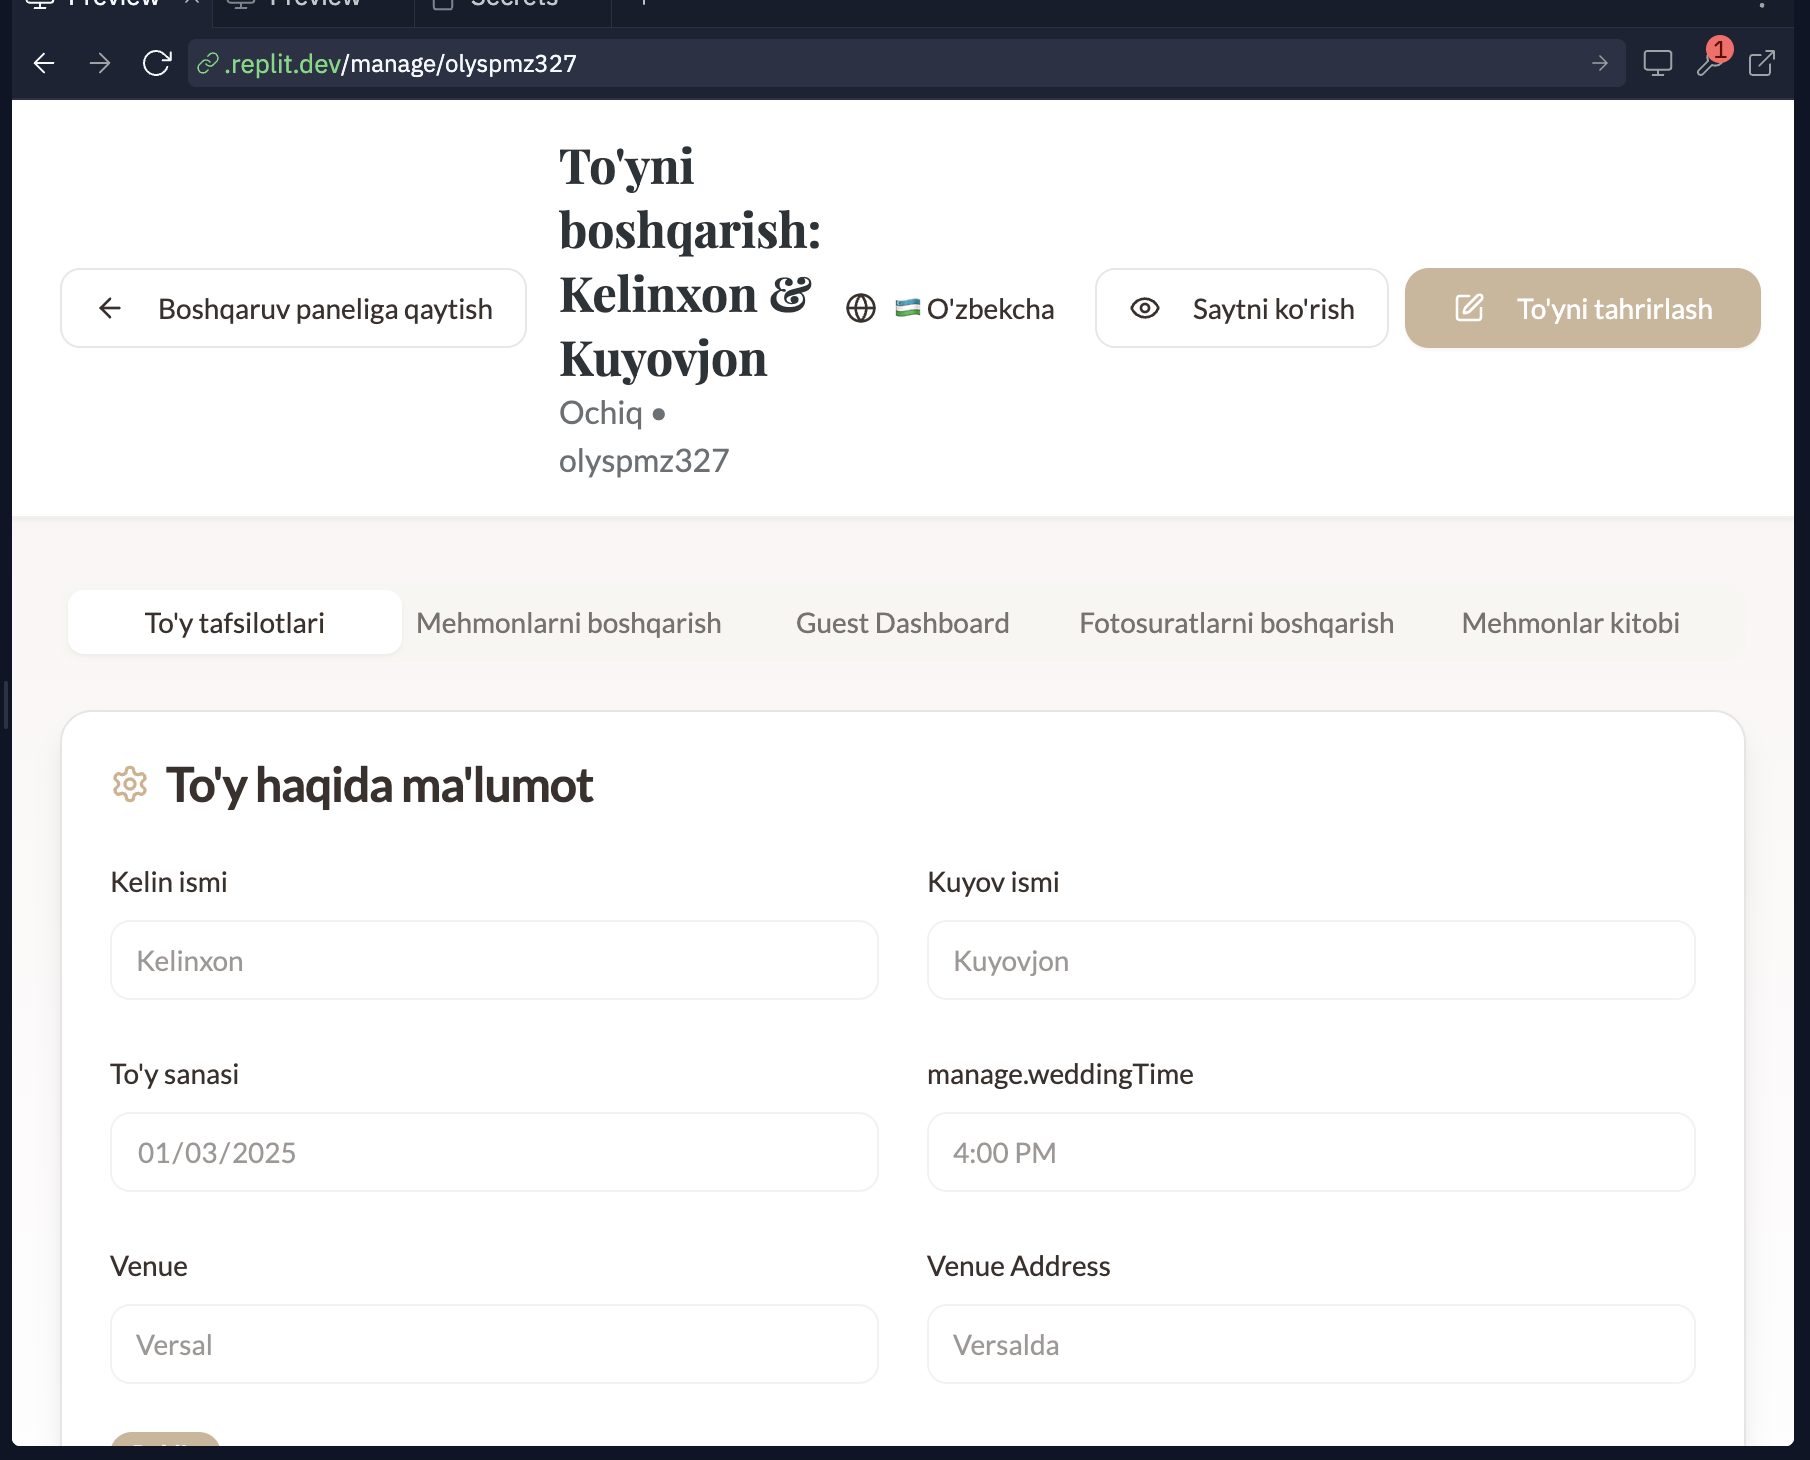 Preview
Preview
Secrets
.replit.dev/manage/olyspmz327
1
To'yni
boshqarish:
Kelinxon &
Kuyovjon
Ochiq •
olyspmz327
Boshqaruv paneliga qaytish
O'zbekcha
Saytni ko'rish
To'yni tahrirlash
To'y tafsilotlari
Mehmonlarni boshqarish
Guest Dashboard
Fotosuratlarni boshqarish
Mehmonlar kitobi
To'y haqida ma'lumot
Kelin ismi
Kuyov ismi
Kelinxon
Kuyovjon
To'y sanasi
manage.weddingTime
01/03/2025
4:00 PM
Venue
Venue Address
Versal
Versalda